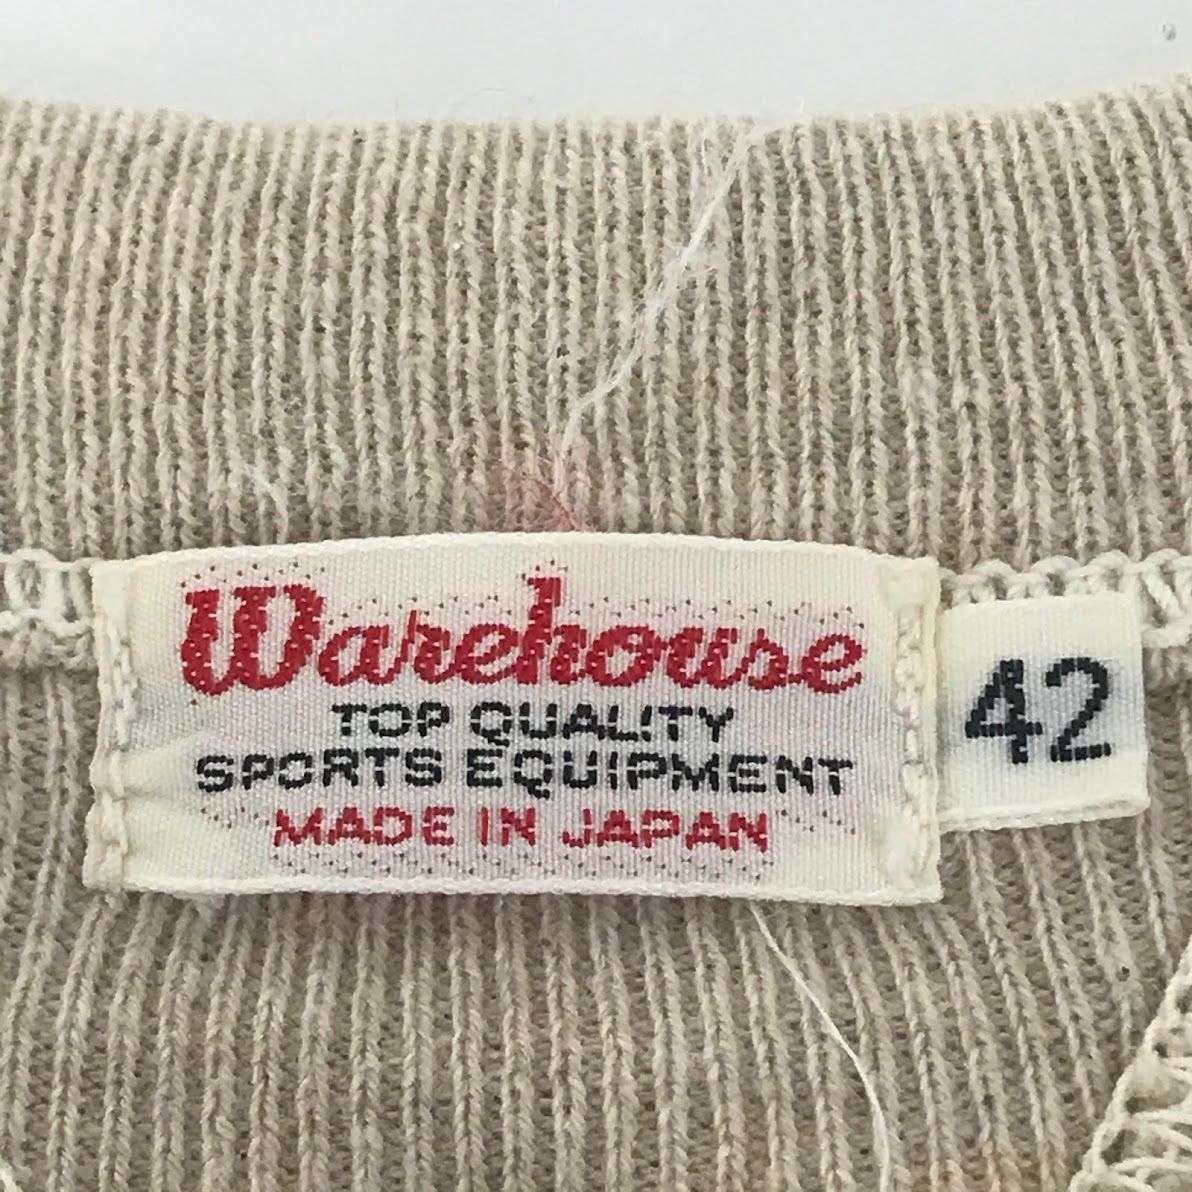 Warehouse
TOP QUALITY
SPORTS EQUIPMENT
MADE IN JAPAN
42